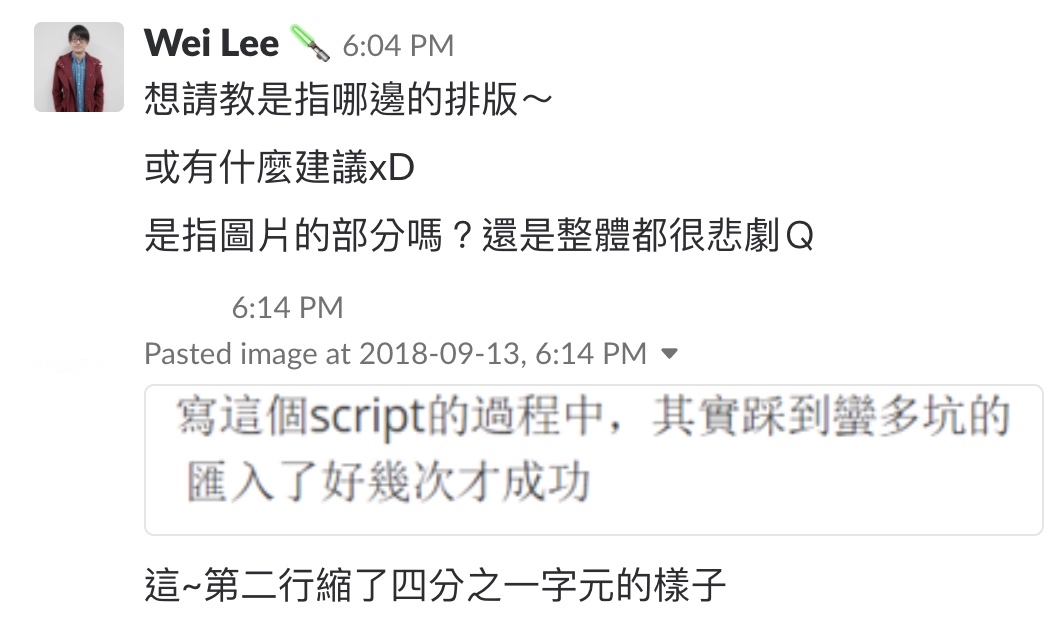 Wei Lee 6:04 PM
想請教是指哪邊的排版～
或有什麼建議xD
是指圖片的部分嗎？還是整體都很悲劇Q
6:14 PM
Pasted image at 2018-09-13, 6:14 PM
寫這個script的過程中，其實踩到蠻多坑的
匯入了好幾次才成功
這~第二行縮了四分之一字元的樣子